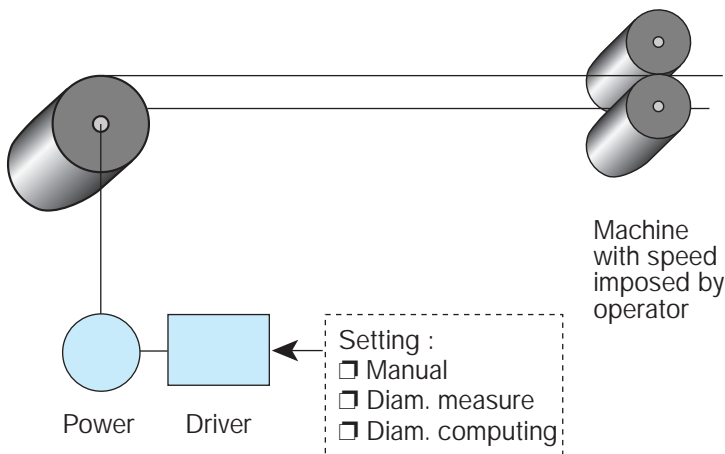 Machine
with speed
imposed by
operator
Setting :
❒ Manual
❒ Diam. measure
❒ Diam. computing
Power
Driver